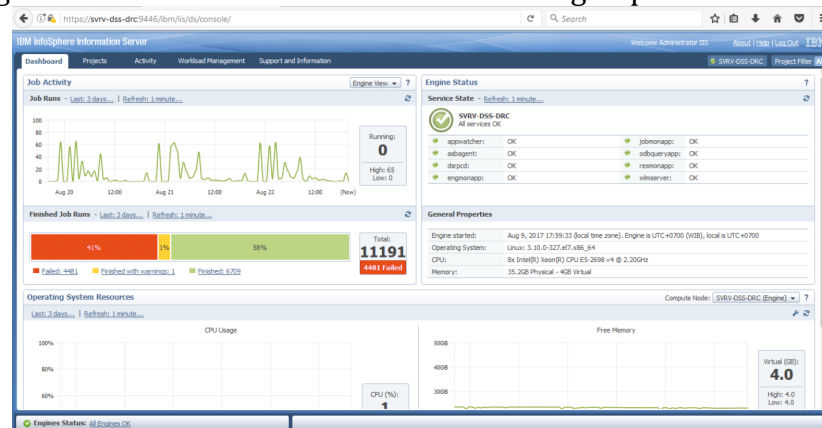 https://svrv-dss-drc:9446/ibm/iis/ds/console/
Search
IBM InfoSphere Information Server
Welcome Administrator IIS
About | Help | Log Out
Dashboard Projects Activity Workload Management Support and Information
SVRV-DSS-DRC
Project Filter
Job Activity
Engine View
?
Job Runs - Last: 3 days... | Refresh: 1 minute...
100
80
60
40
20
0
Aug 20 12:00 Aug 21 12:00 Aug 22 12:00 (Now)
Running:
0
High: 65
Low: 0
Finished Job Runs - Last: 3 days... | Refresh: 1 minute...
41% 1% 58%
Total:
11191
4481 Failed
Failed: 4481 Finished with warnings: 1 Finished: 6709
Engine Status
?
Service State - Refresh: 1 minute...
SVRV-DSS-DRC
All services OK
appwatcher: OK jobmonapp: OK
asbagent: OK odbqueryapp: OK
dsrpcd: OK resmonapp: OK
engmonapp: OK wlmserver: OK
General Properties
Engine started: Aug 9, 2017 17:59:33 (local time zone). Engine is UTC+0700 (WIB), local is UTC+0700
Operating System: Linux: 3.10.0-327.el7.x86_64
CPU: 8x Intel(R) Xeon(R) CPU E5-2698 v4 @ 2.20GHz
Memory: 35.2GB Physical - 4GB Virtual
Operating System Resources
Compute Node: SVRV-DSS-DRC (Engine)
?
Last: 3 days... | Refresh: 1 minute...
CPU Usage
100%
80%
60%
CPU (%):
1
Free Memory
50GB
40GB
30GB
Virtual (GB):
4.0
High: 4.0
Low: 4.0
Engines Status: All Engines OK